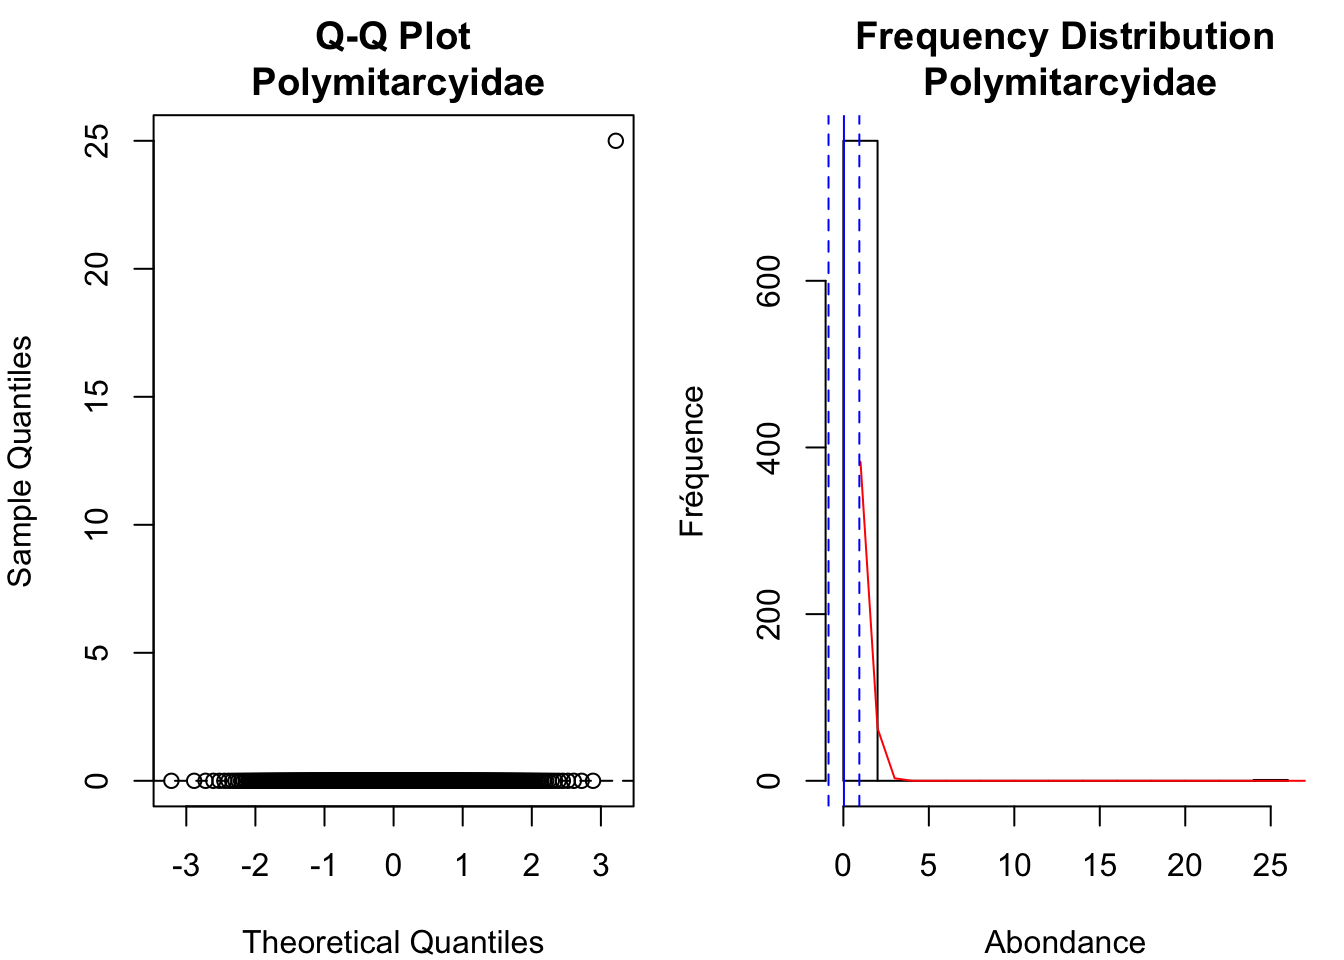 Q-Q Plot
Polymitarcyidae
Sample Quantiles
25
20
15
10
5
0
-3 -2 -1 0 1 2 3
Theoretical Quantiles
Frequency Distribution
Polymitarcyidae
Fréquence
600
400
200
0
0 5 10 15 20 25
Abondance